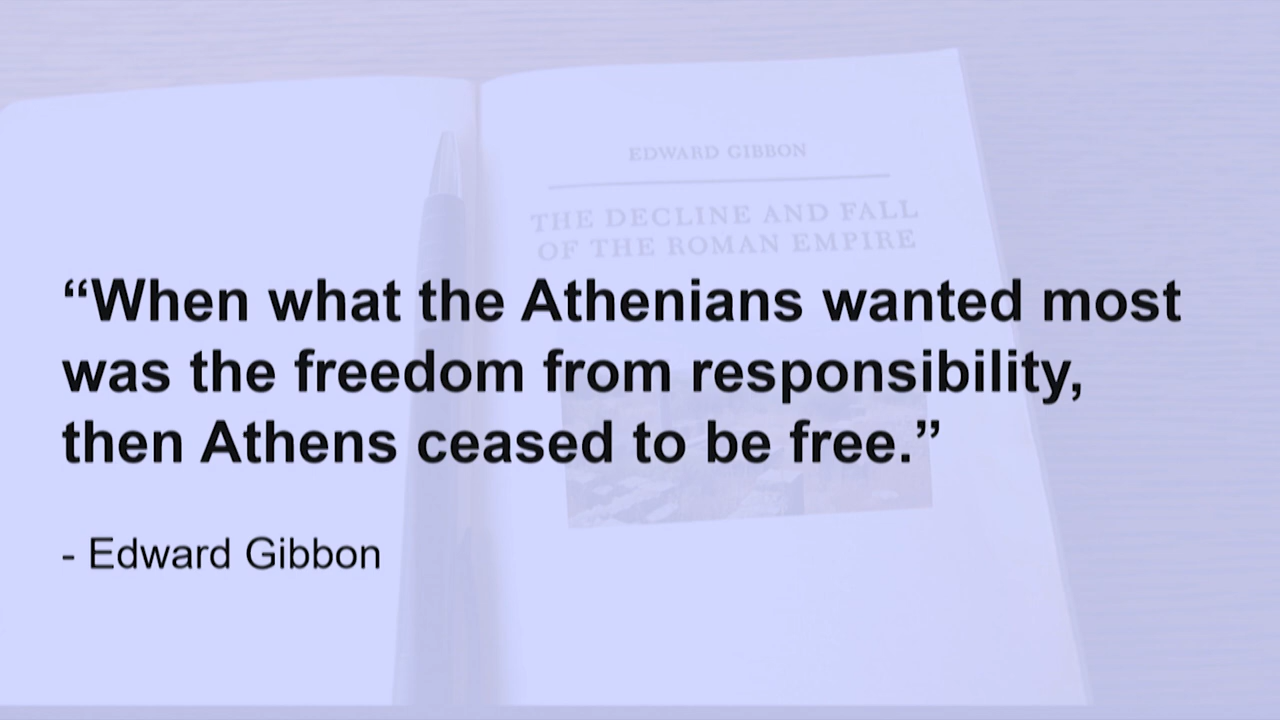 EDWARD GIBBON
THE DECLINE AND FALL
OF THE ROMAN EMPIRE
“When what the Athenians wanted most
was the freedom from responsibility,
then Athens ceased to be free.”
- Edward Gibbon